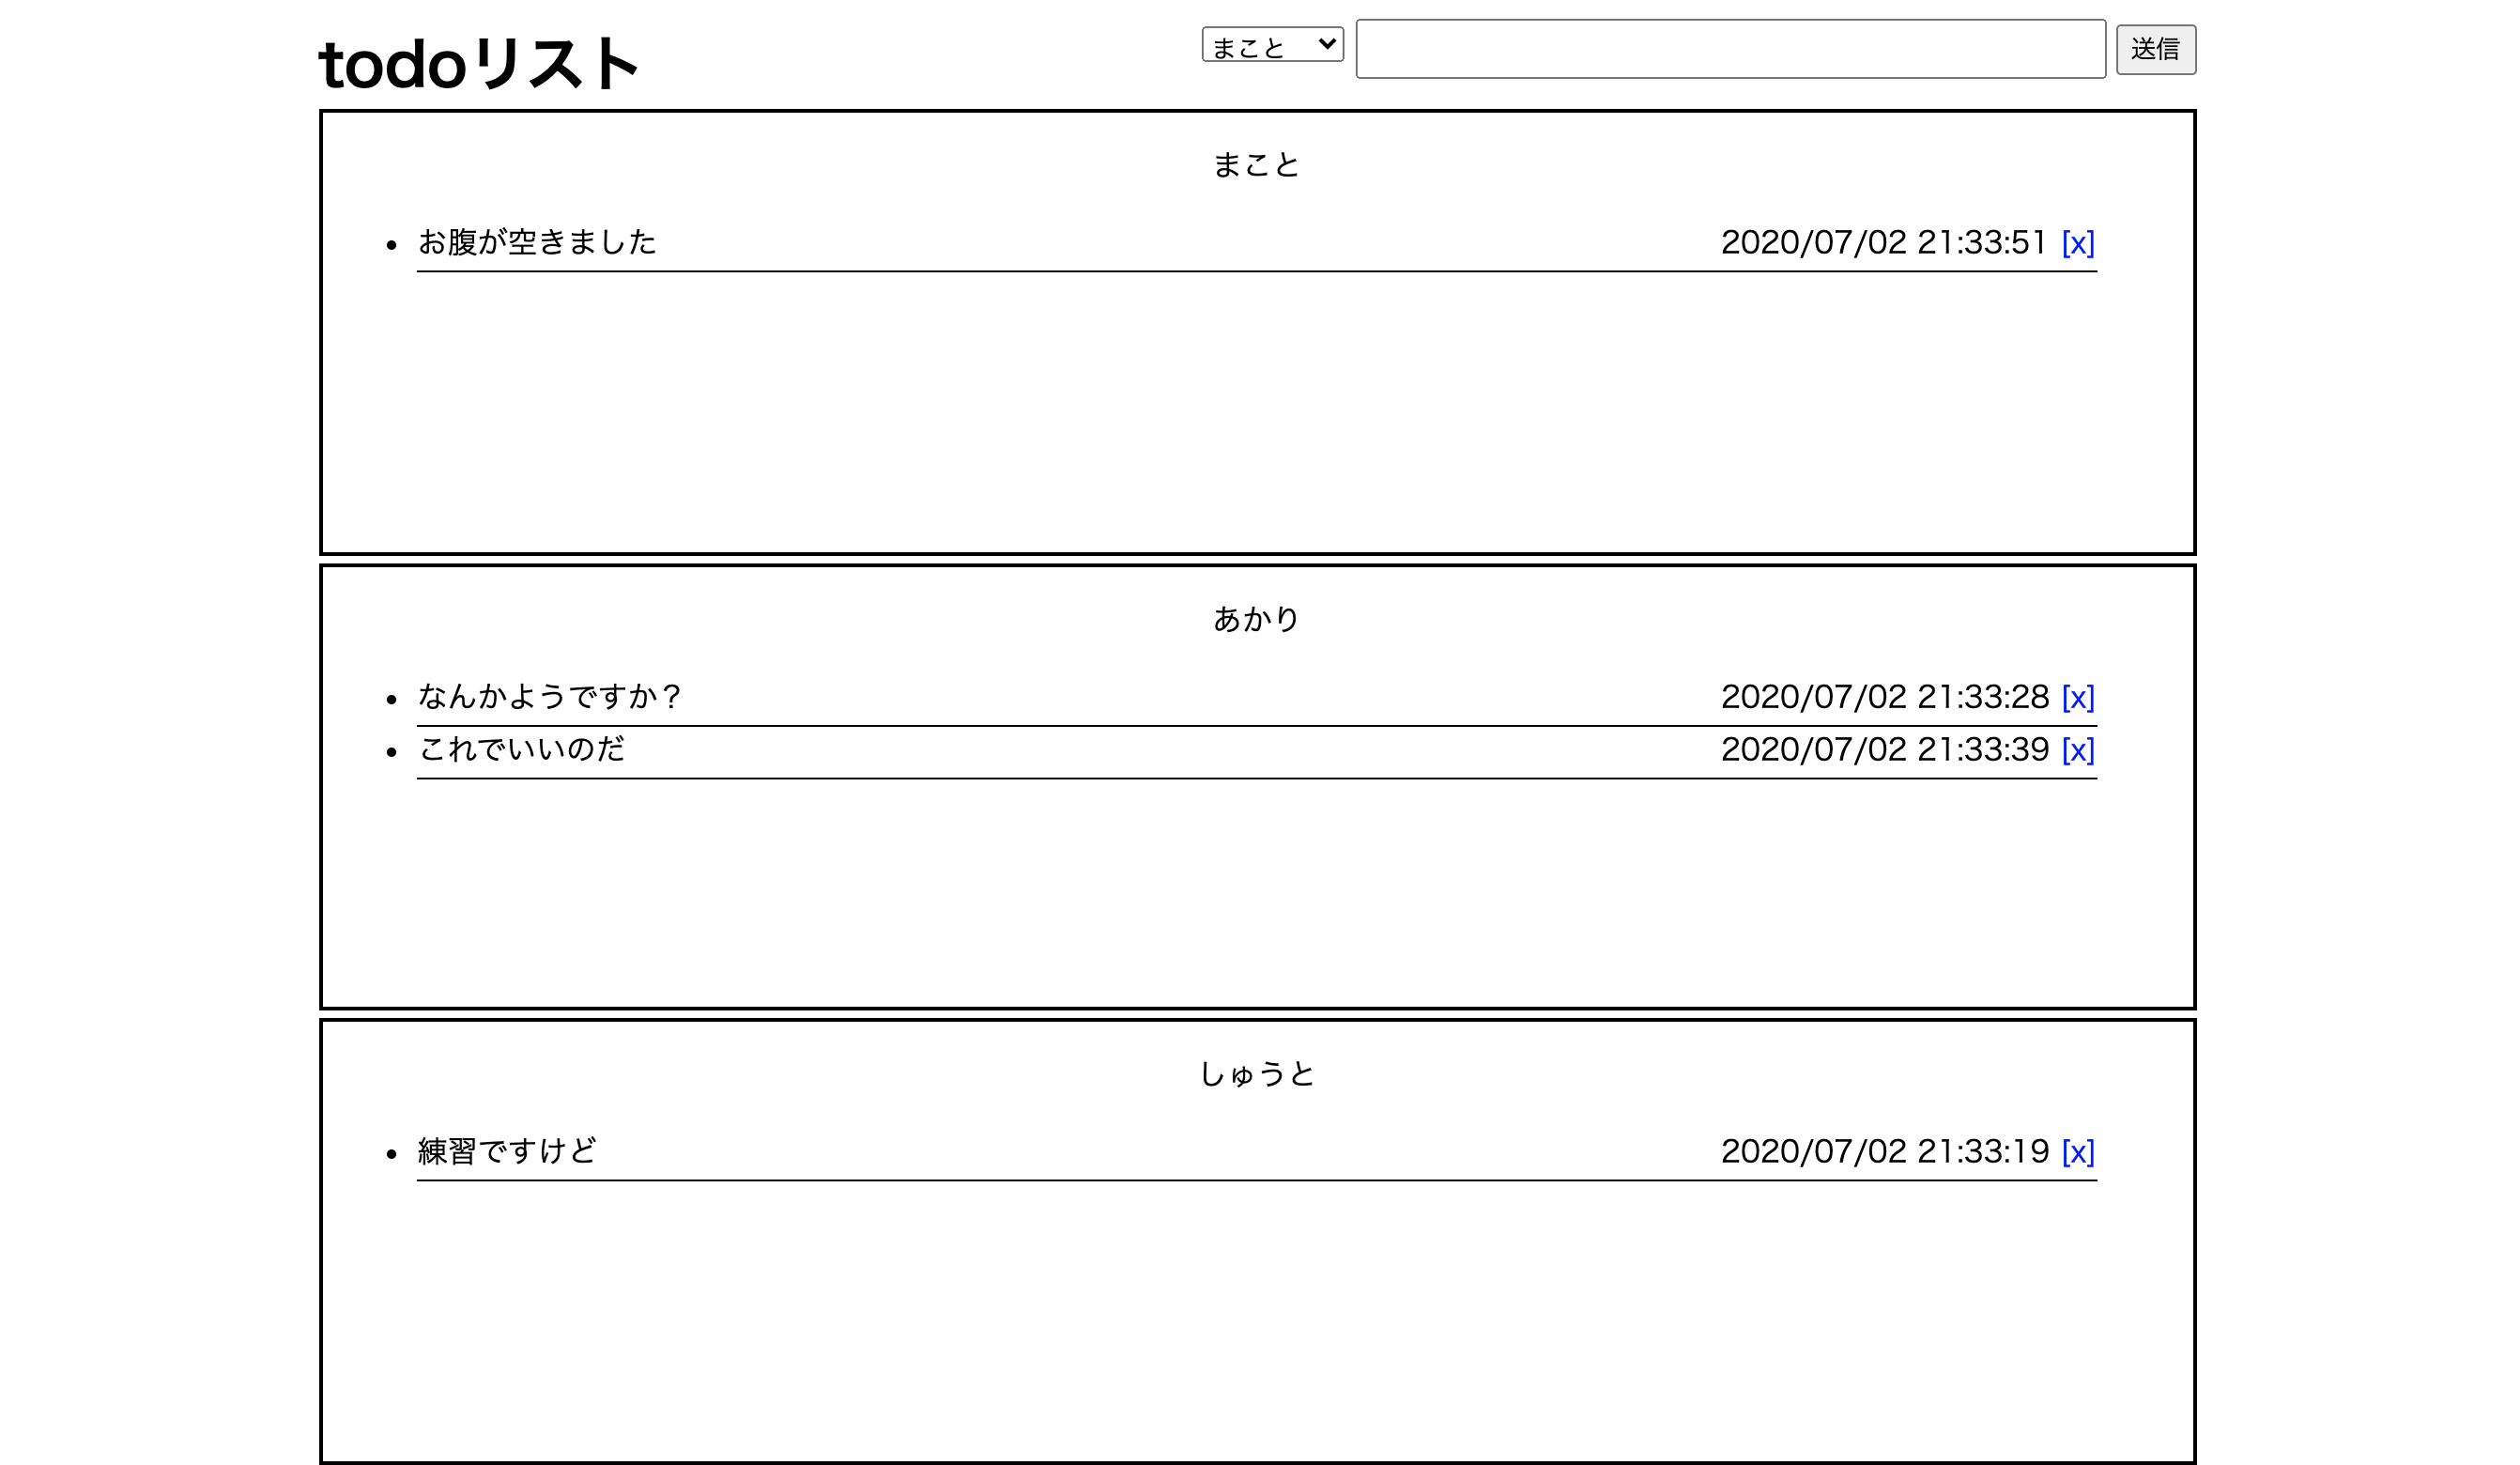 todoリスト
まこと
送信
まこと
お腹が空きました 2020/07/02 21:33:51 [x]
あかり
なんかようですか？ 2020/07/02 21:33:28 [x]
これでいいのだ 2020/07/02 21:33:39 [x]
しゅうと
練習ですけど 2020/07/02 21:33:19 [x]